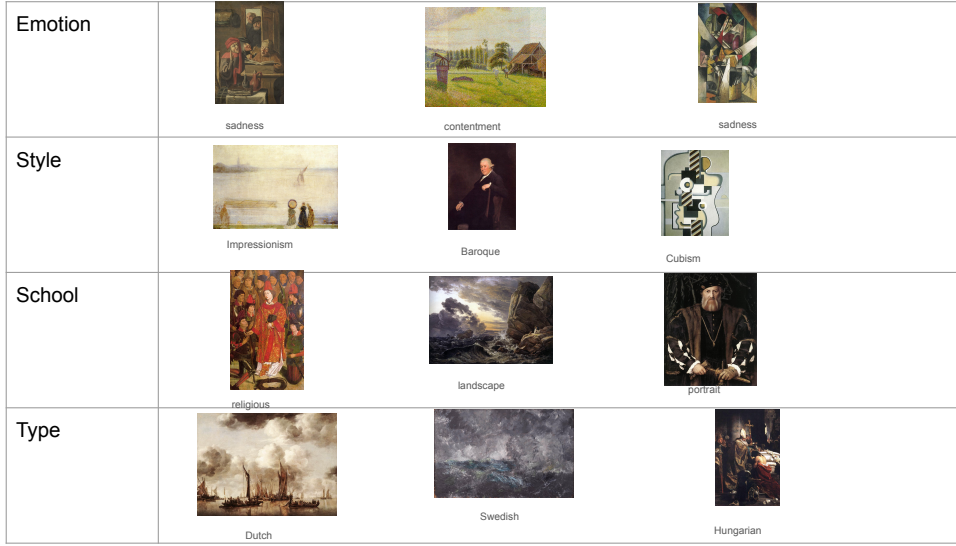 Emotion
sadness
contentment
sadness
Style
Impressionism
Baroque
Cubism
School
religious
landscape
portrait
Type
Dutch
Swedish
Hungarian